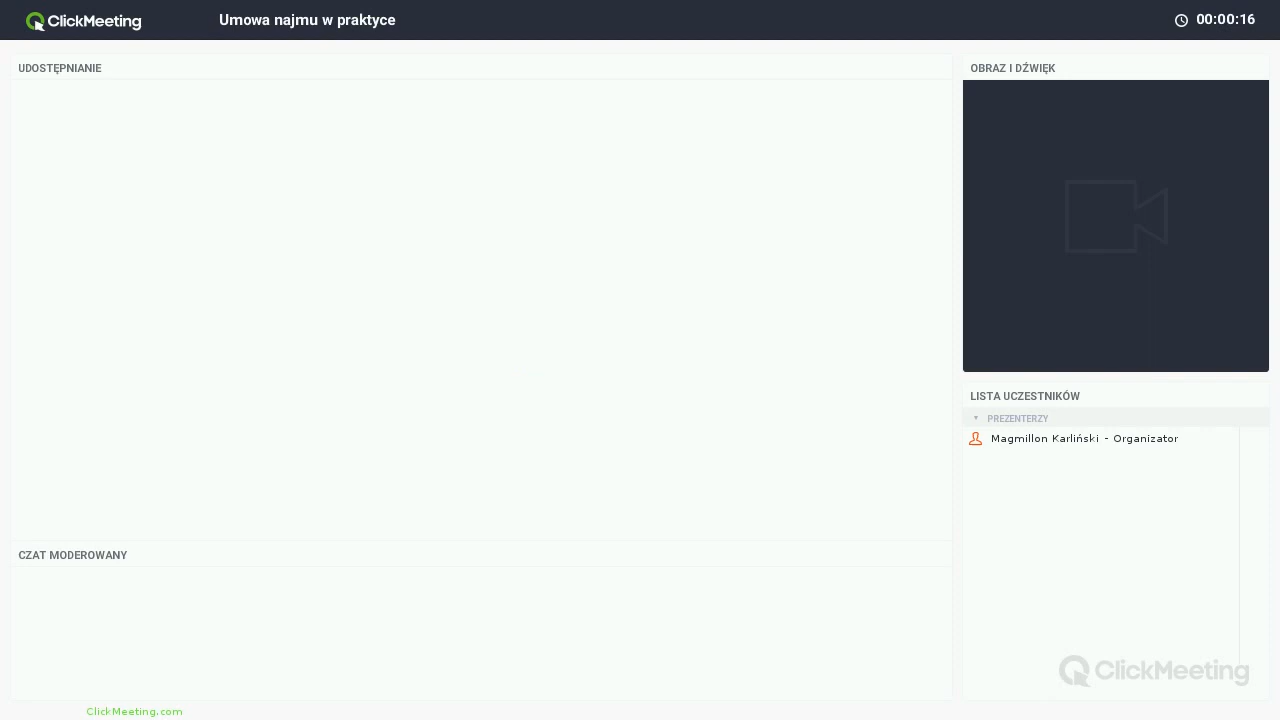 ClickMeeting
Umowa najmu w praktyce
00:00:16
UDOSTĘPNIANIE
OBRAZ I DŹWIĘK
LISTA UCZESTNIKÓW
PREZENTERZY
Magmillon Karliński - Organizator
CZAT MODEROWANY
ClickMeeting
ClickMeeting.com